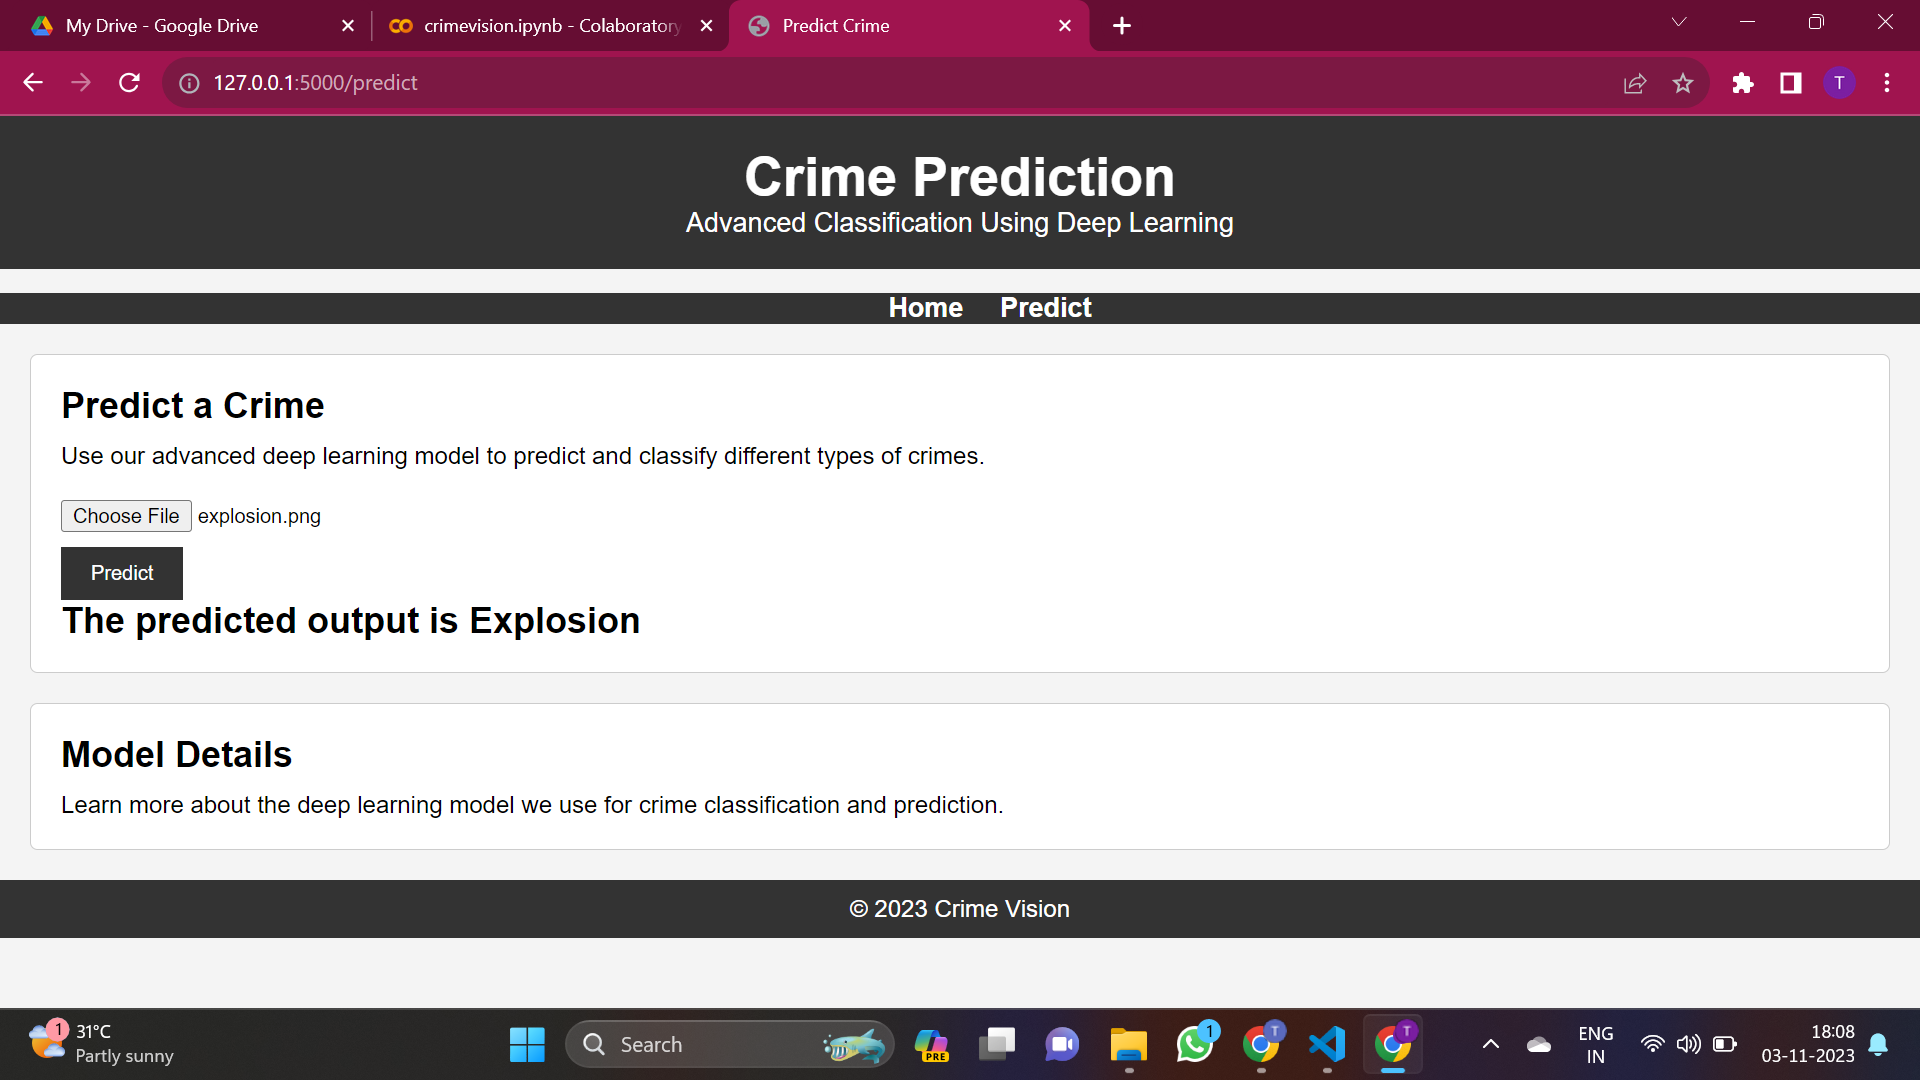 My Drive - Google Drive
crimevision.ipynb - Colaboratory
Predict Crime
127.0.0.1:5000/predict
T
Crime Prediction
Advanced Classification Using Deep Learning
Home Predict
Predict a Crime
Use our advanced deep learning model to predict and classify different types of crimes.
Choose File explosion.png
Predict
The predicted output is Explosion
Model Details
Learn more about the deep learning model we use for crime classification and prediction.
© 2023 Crime Vision
1
31°C
Partly sunny
Search
PRE
1
T
T
ENG
IN
18:08
03-11-2023